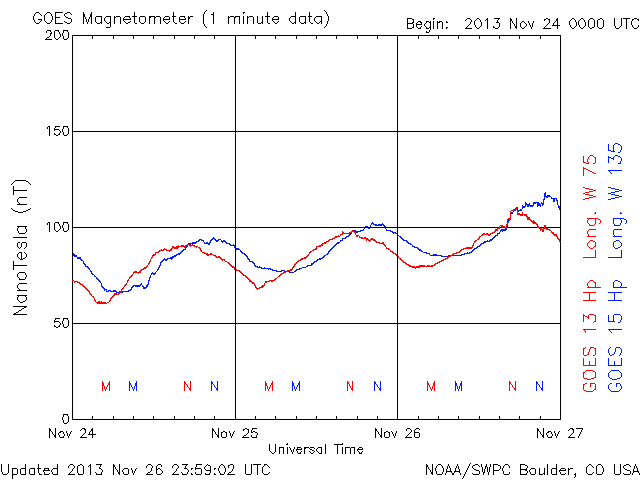 GOES Magnetometer (1 minute data)
Begin: 2013 Nov 24 0000 UTC
200
150
100
50
0
NanoTesla (nT)
M M N N M M N N M M N N
Nov 24 Nov 25 Nov 26 Nov 27
Universal Time
GOES 13 Hp Long. W 75
GOES 15 Hp Long. W 135
Updated 2013 Nov 26 23:59:02 UTC
NOAA/SWPC Boulder, CO USA